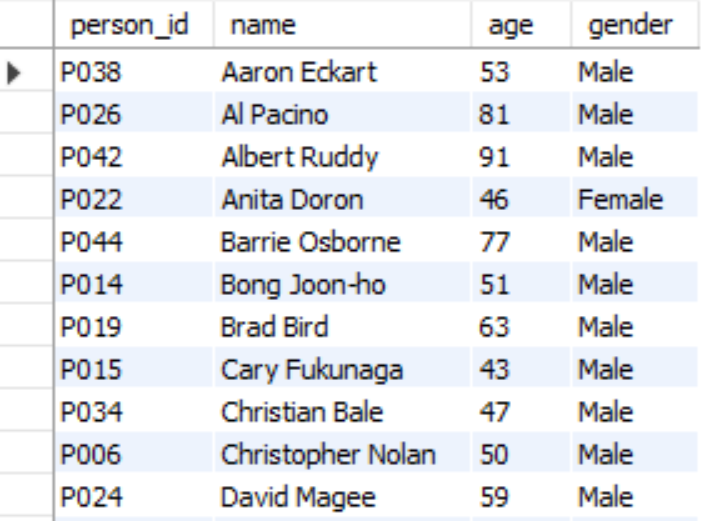 person_id name age gender
P038 Aaron Eckart 53 Male
P026 Al Pacino 81 Male
P042 Albert Ruddy 91 Male
P022 Anita Doron 46 Female
P044 Barrie Osborne 77 Male
P014 Bong Joon-ho 51 Male
P019 Brad Bird 63 Male
P015 Cary Fukunaga 43 Male
P034 Christian Bale 47 Male
P006 Christopher Nolan 50 Male
P024 David Magee 59 Male